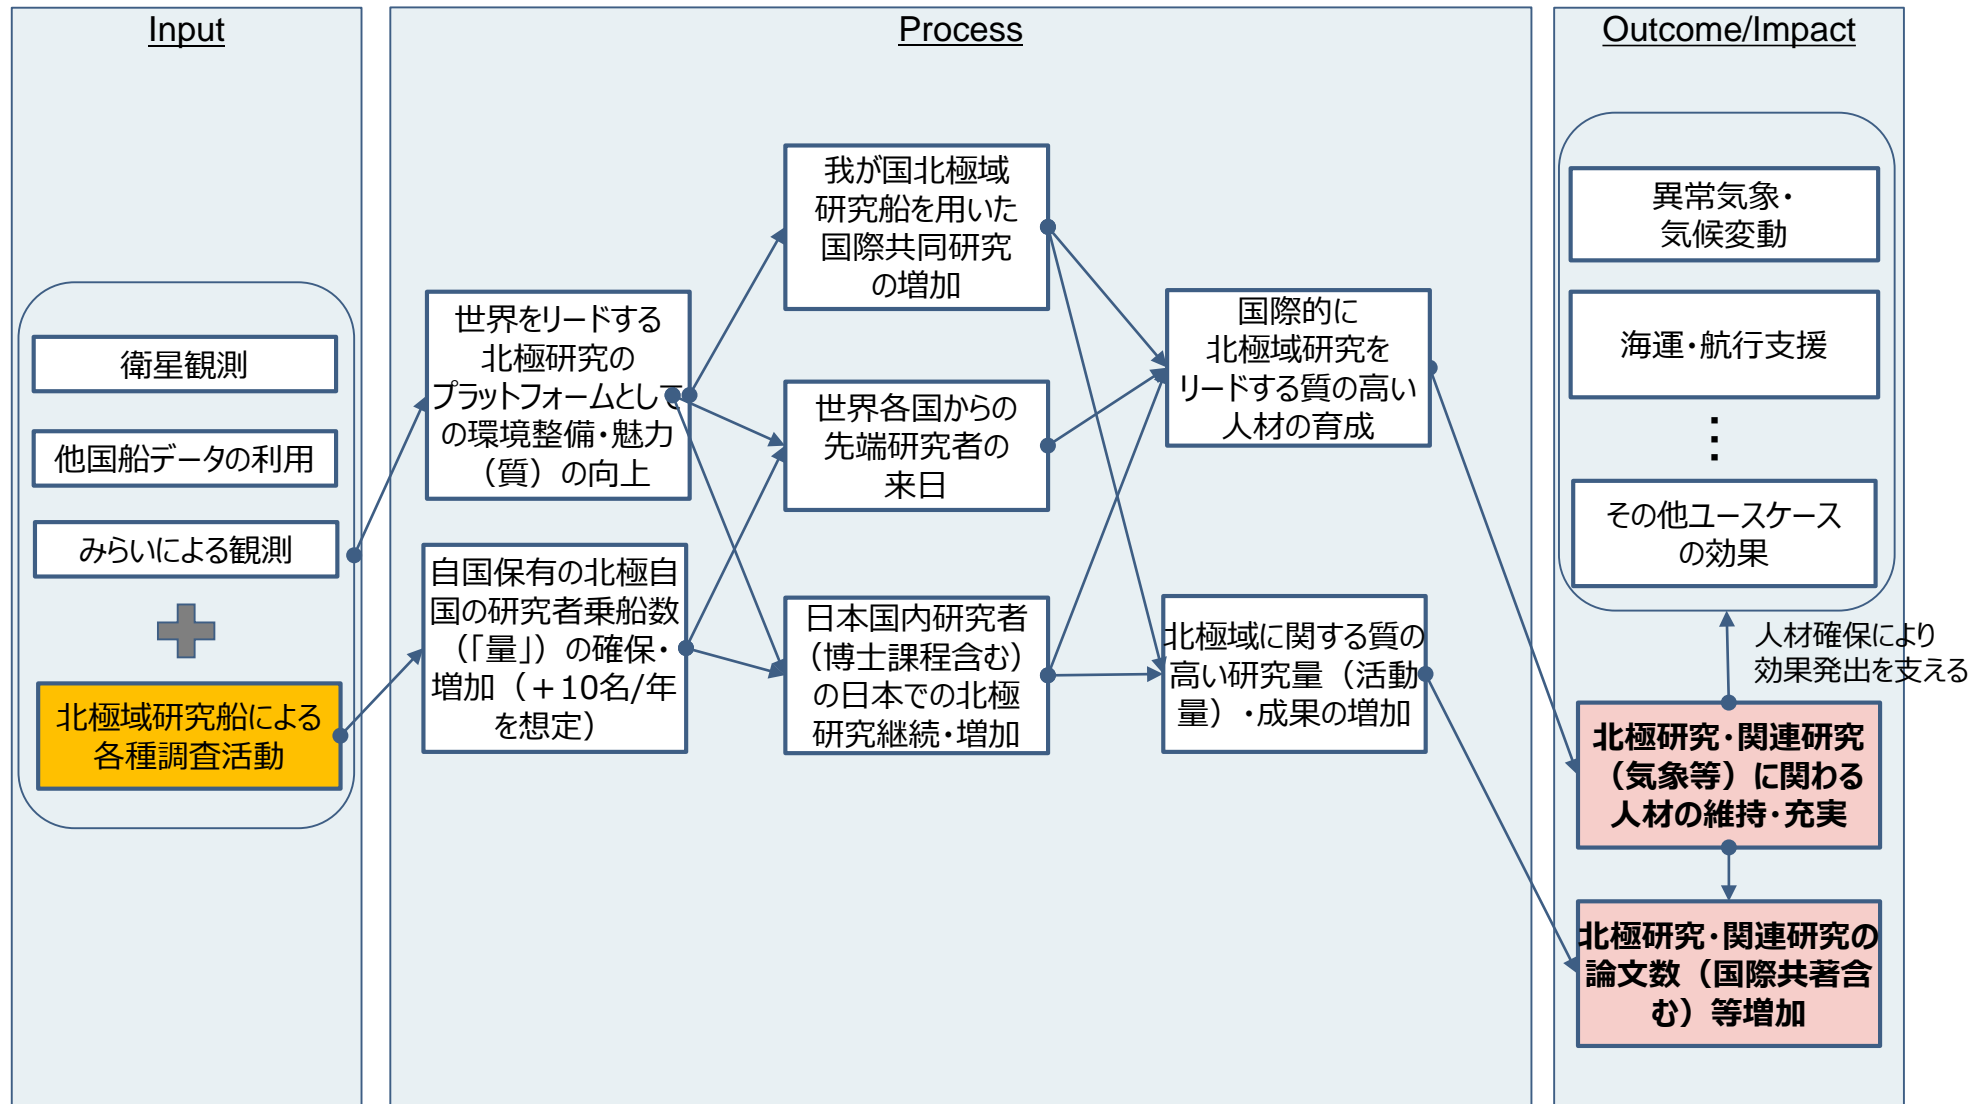 Input
衛星観測
他国船データの利用
みらいによる観測
北極域研究船による
各種調査活動
Process
世界をリードする
北極研究の
プラットフォームとして
の環境整備・魅力
（質）の向上
自国保有の北極自
国の研究者乗船数
（「量」）の確保・
増加（＋10名/年
を想定）
我が国北極域
研究船を用いた
国際共同研究
の増加
世界各国からの
先端研究者の
来日
日本国内研究者
（博士課程含む）
の日本での北極
研究継続・増加
国際的に
北極域研究を
リードする質の高い
人材の育成
北極域に関する質の
高い研究量（活動
量）・成果の増加
Outcome/Impact
異常気象・
気候変動
海運・航行支援
⋮
その他ユースケース
の効果
人材確保により
効果発出を支える
北極研究・関連研究
（気象等）に関わる
人材の維持・充実
北極研究・関連研究の
論文数（国際共著含
む）等増加